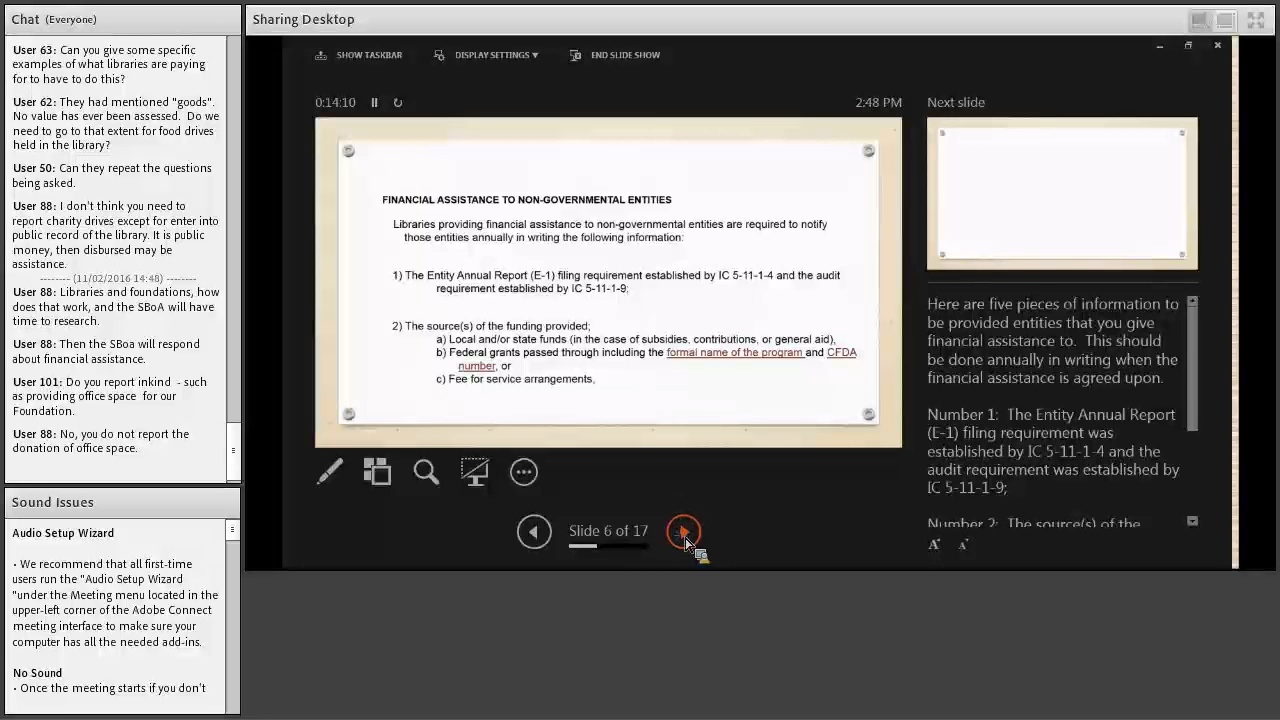 Chat (Everyone)
User 63: Can you give some specific
examples of what libraries are paying
for to have to do this?
User 62: They had mentioned "goods".
No value has ever been assessed. Do we
need to go to that extent for food drives
held in the library?
User 50: Can they repeat the questions
being asked.
User 88: I don't think you need to
report charity drives except for enter into
public record of the library. It is public
money, then disbursed may be
assistance.
-------- (11/02/2016 14:48) --------
User 88: Libraries and foundations, how
does that work, and the SBoA will have
time to research.
User 88: Then the SBoA will respond
about financial assistance.
User 101: Do you report inkind - such
as providing office space for our
Foundation.
User 88: No, you do not report the
donation of office space.
Sound Issues
Audio Setup Wizard
• We recommend that all first-time
users run the "Audio Setup Wizard
"under the Meeting menu located in the
upper-left corner of the Adobe Connect
meeting interface to make sure your
computer has all the needed add-ins.
No Sound
• Once the meeting starts if you don't
Sharing Desktop
SHOW TASKBAR
DISPLAY SETTINGS ▾
END SLIDE SHOW
0:14:10
2:48 PM
FINANCIAL ASSISTANCE TO NON-GOVERNMENTAL ENTITIES
Libraries providing financial assistance to non-governmental entities are required to notify
those entities annually in writing the following information:
1) The Entity Annual Report (E-1) filing requirement established by IC 5-11-1-4 and the audit
requirement established by IC 5-11-1-9;
2) The source(s) of the funding provided;
a) Local and/or state funds (in the case of subsidies, contributions, or general aid),
b) Federal grants passed through including the formal name of the program and CFDA
number, or
c) Fee for service arrangements,
Slide 6 of 17
Next slide
Here are five pieces of information to
be provided entities that you give
financial assistance to. This should
be done annually in writing when the
financial assistance is agreed upon.
Number 1: The Entity Annual Report
(E-1) filing requirement was
established by IC 5-11-1-4 and the
audit requirement was established by
IC 5-11-1-9;
Number 2: The source(s) of the
A A